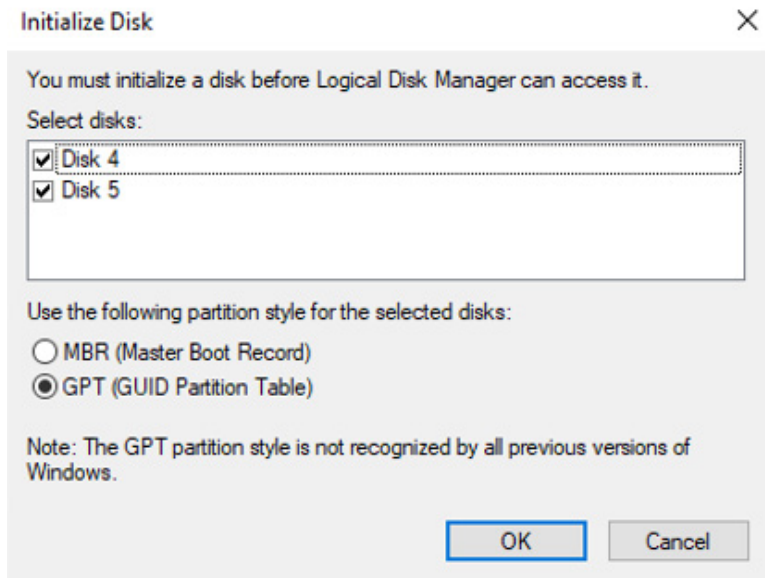 Initialize Disk
You must initialize a disk before Logical Disk Manager can access it.
Select disks:
Disk 4
Disk 5
Use the following partition style for the selected disks:
MBR (Master Boot Record)
GPT (GUID Partition Table)
Note: The GPT partition style is not recognized by all previous versions of
Windows.
OK Cancel